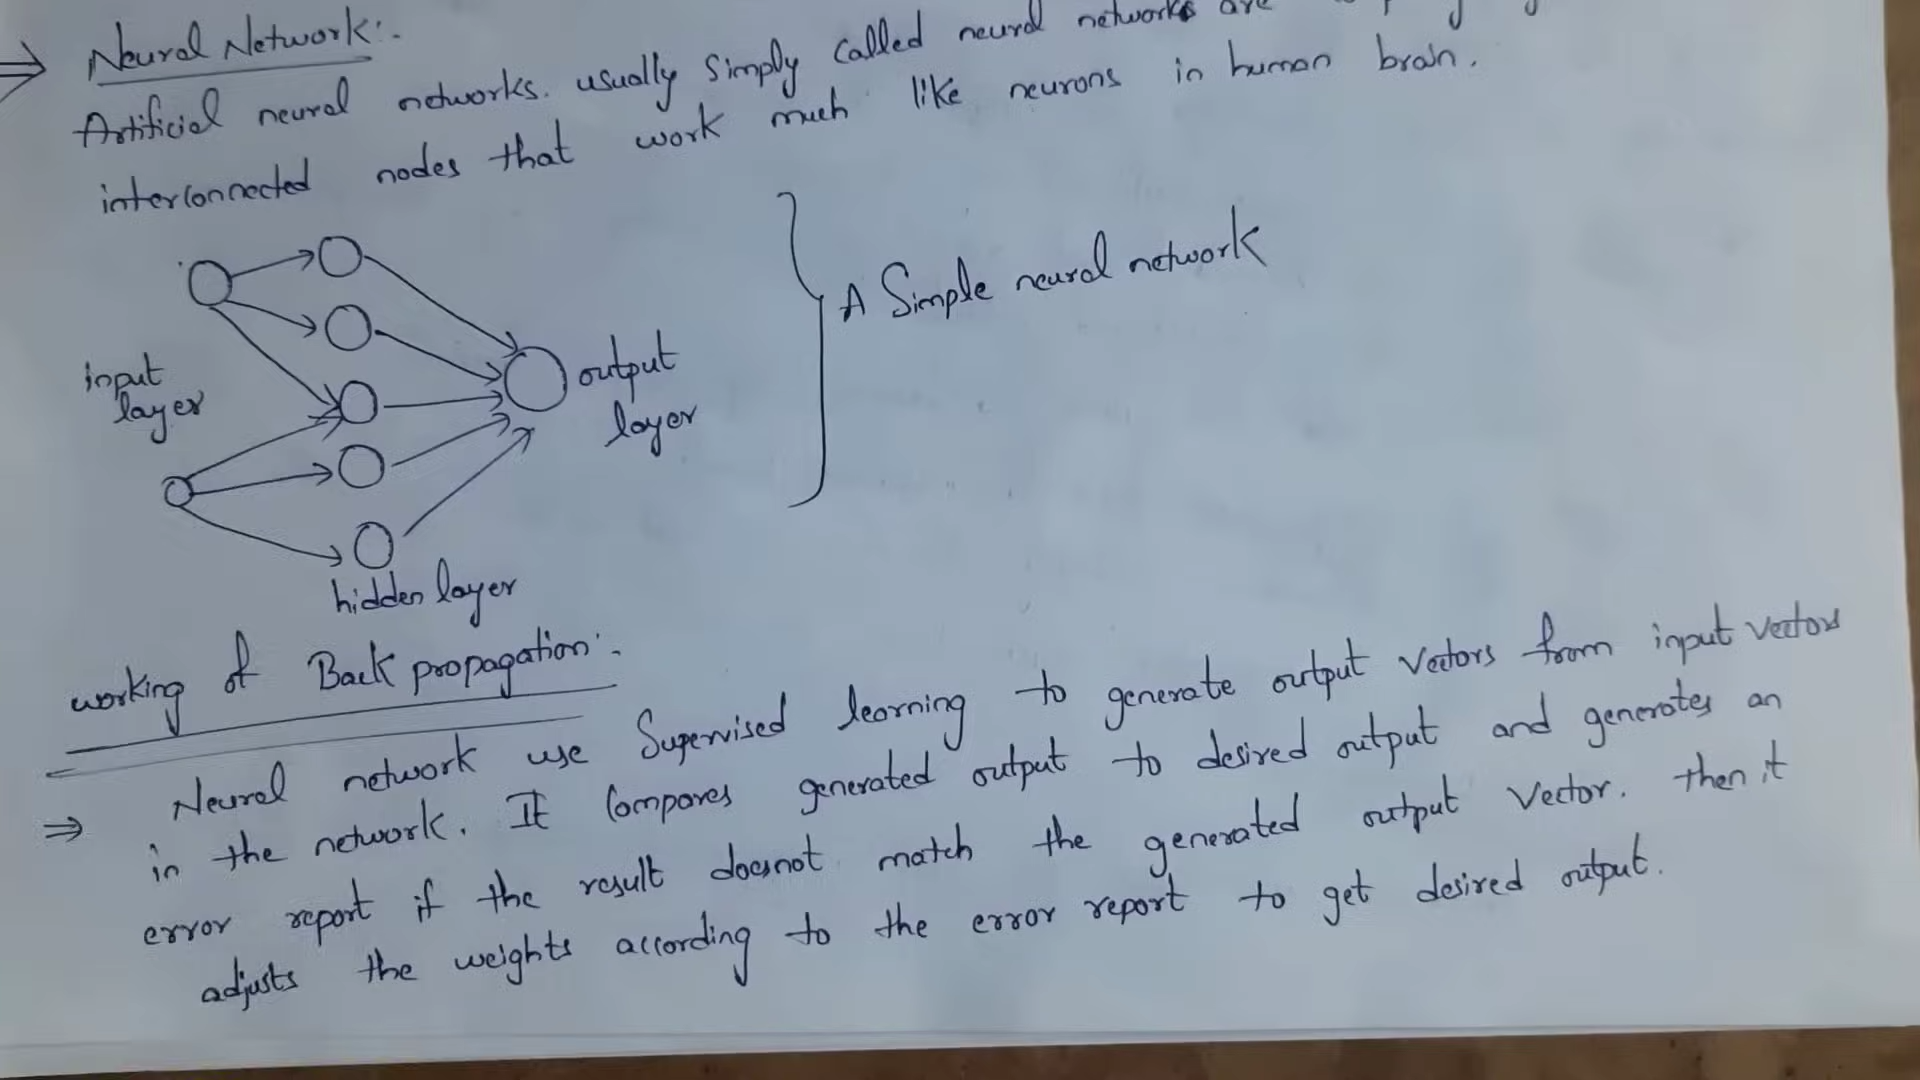 ⇒ Neural Network:-
Artificial neural networks. usually simply called neural networks are
interconnected nodes that work much like neurons in human brain.
input
layer
output
layer
hidden layer
A Simple neural network
working of Back propagation:-
⇒ Neural network use Supervised learning to generate output vectors from input vectors
in the network. It Compares generated output to desired output and generates an
error report if the result doesnot match the generated output vector. then it
adjusts the weights according to the error report to get desired output.